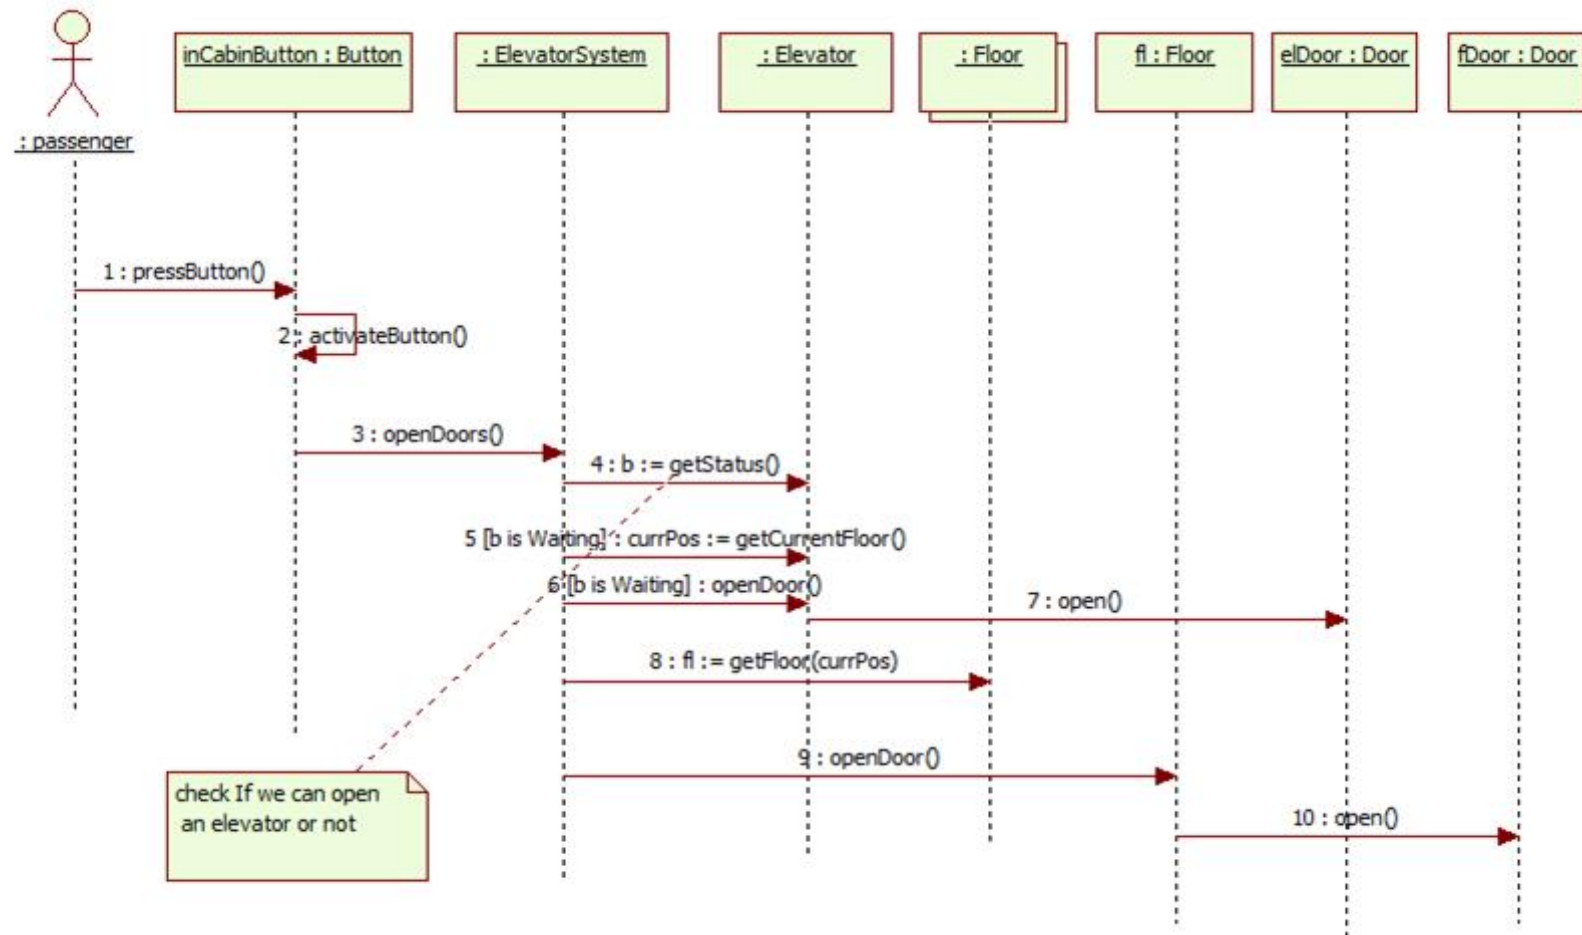 inCabinButton : Button
: ElevatorSystem
: Elevator
: Floor
fl : Floor
elDoor : Door
fDoor : Door
: passenger
1 : pressButton()
2 : activateButton()
3 : openDoors()
4 : b := getStatus()
5 [b is Waiting] : currPos := getCurrentFloor()
6 [b is Waiting] : openDoor()
7 : open()
8 : fl := getFloor(currPos)
9 : openDoor()
check If we can open
an elevator or not
10 : open()